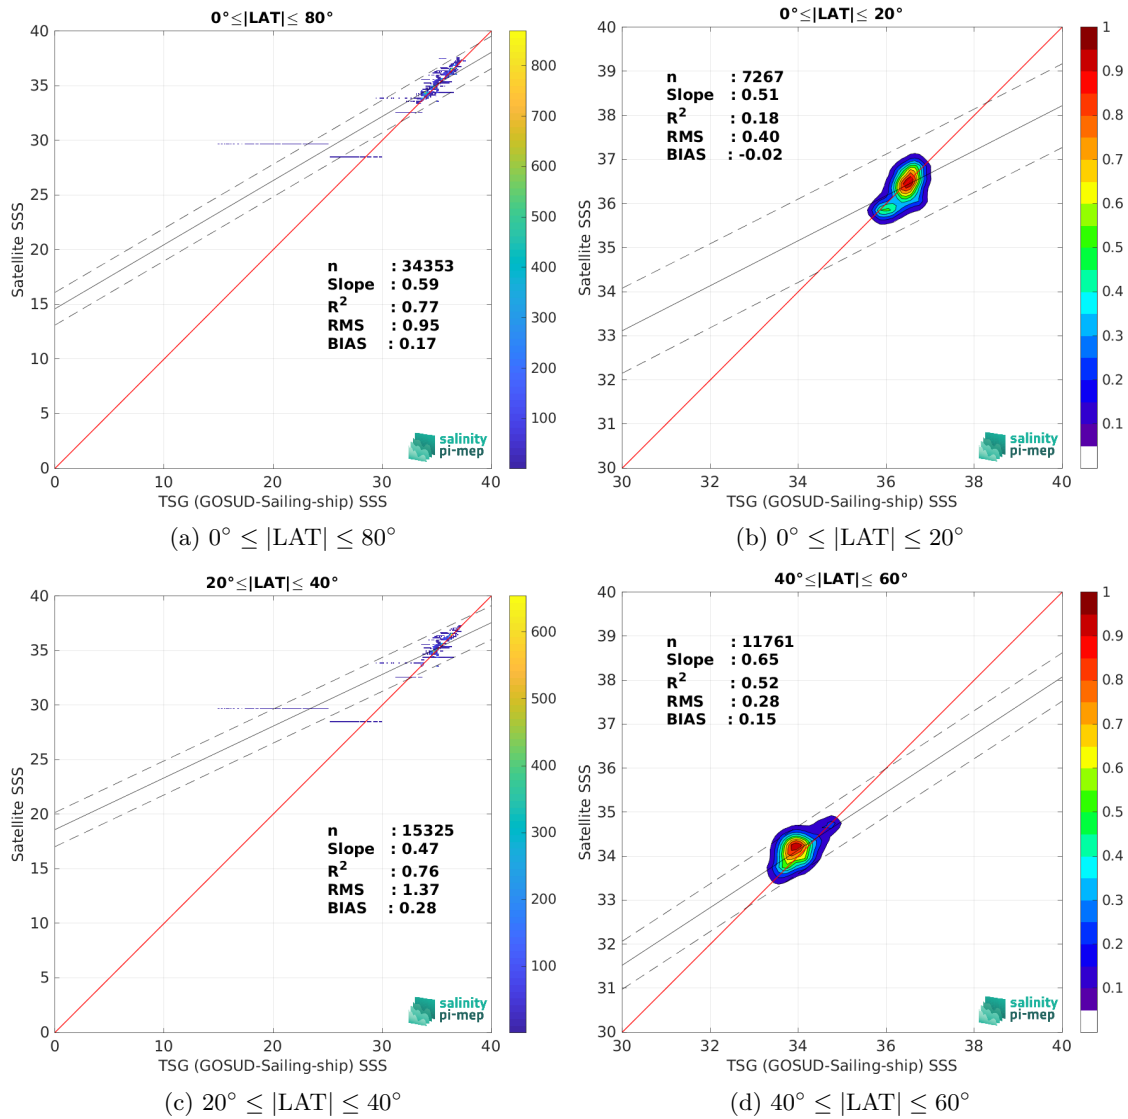 0°≤|LAT|≤ 80°
40
35
30
25
20
15
10
5
0
0
10
20
30
40
Satellite SSS
TSG (GOSUD-Sailing-ship) SSS
n : 34353
Slope : 0.59
R2 : 0.77
RMS : 0.95
BIAS : 0.17
800
700
600
500
400
300
200
100
salinity
pi-mep
(a) 0° ≤ |LAT| ≤ 80°
0°≤|LAT|≤ 20°
40
39
38
37
36
35
34
33
32
31
30
30
32
34
36
38
40
Satellite SSS
TSG (GOSUD-Sailing-ship) SSS
n : 7267
Slope : 0.51
R2 : 0.18
RMS : 0.40
BIAS : -0.02
1
0.9
0.8
0.7
0.6
0.5
0.4
0.3
0.2
0.1
salinity
pi-mep
(b) 0° ≤ |LAT| ≤ 20°
20°≤|LAT|≤ 40°
40
35
30
25
20
15
10
5
0
0
10
20
30
40
Satellite SSS
TSG (GOSUD-Sailing-ship) SSS
n : 15325
Slope : 0.47
R2 : 0.76
RMS : 1.37
BIAS : 0.28
600
500
400
300
200
100
salinity
pi-mep
(c) 20° ≤ |LAT| ≤ 40°
40°≤|LAT|≤ 60°
40
39
38
37
36
35
34
33
32
31
30
30
32
34
36
38
40
Satellite SSS
TSG (GOSUD-Sailing-ship) SSS
n : 11761
Slope : 0.65
R2 : 0.52
RMS : 0.28
BIAS : 0.15
1
0.9
0.8
0.7
0.6
0.5
0.4
0.3
0.2
0.1
salinity
pi-mep
(d) 40° ≤ |LAT| ≤ 60°